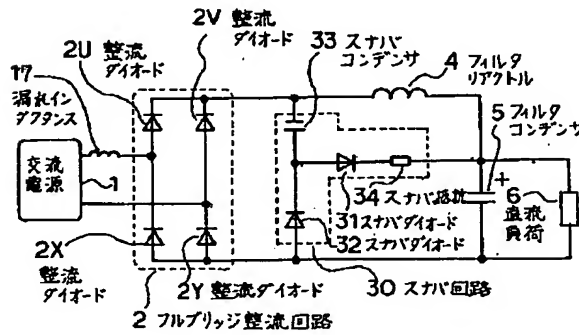 2U 整流
ダイオード
2V 整流
ダイオード
33 スナバ
コンデンサ
4 フィルタ
リアクトル
17
漏れイン
ダクタンス
5 フィルタ
コンデンサ
交流
電源
1
+
34 スナバ抵抗
31 スナバダイオード
32 スナバダイオード
6
直流
負荷
2X
整流
ダイオード
2Y 整流ダイオード
30 スナバ回路
2 フルブリッジ整流回路